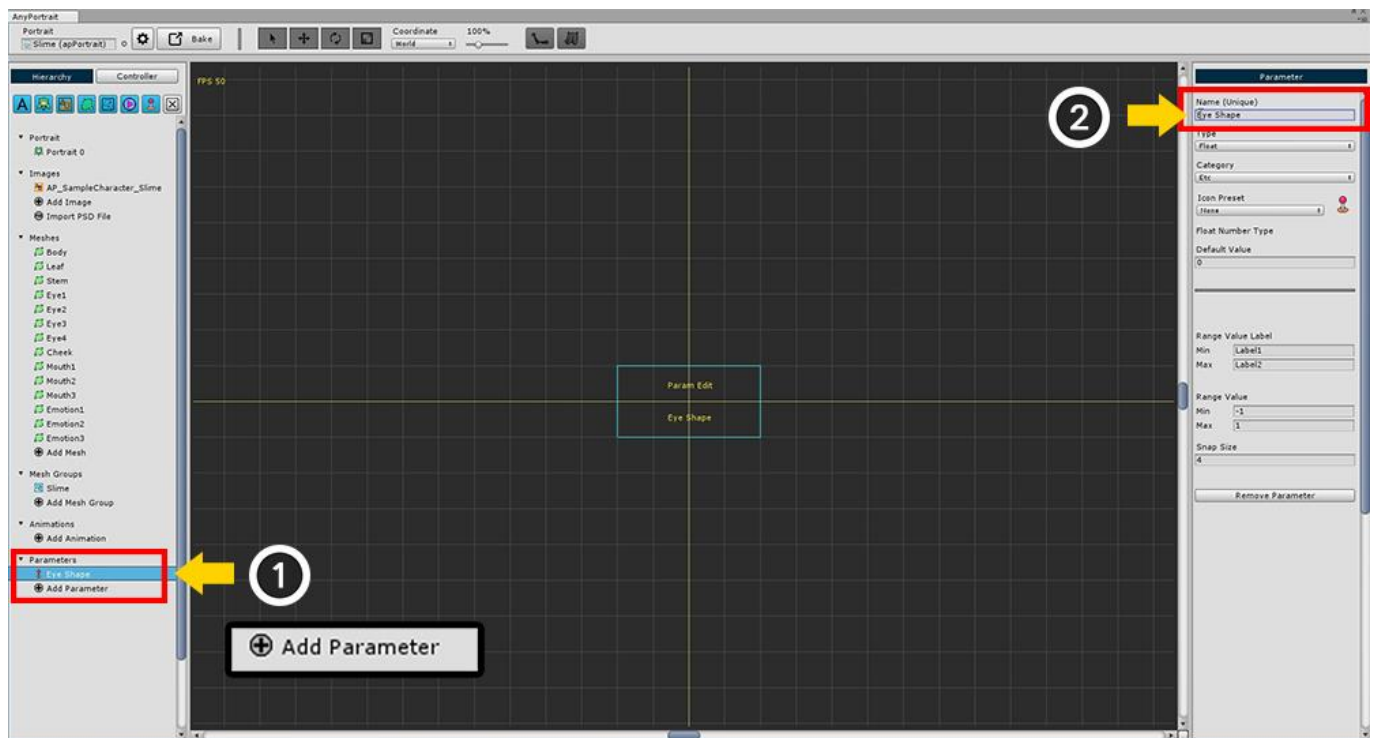 AnyPortrait
Portrait
Slime (apPortrait)
Bake
Coordinate
World
100%
Hierarchy
Controller
A
Portrait
Portrait 0
Images
AP_SampleCharacter_Slime
Add Image
Import PSD File
Meshes
Body
Leaf
Stem
Eye1
Eye2
Eye3
Eye4
Cheek
Mouth1
Mouth2
Mouth3
Emotion1
Emotion2
Emotion3
Add Mesh
Mesh Groups
Slime
Add Mesh Group
Animations
Add Animation
Parameters
Eye Shape
Add Parameter
FPS 50
Param Edit
Eye Shape
1
Add Parameter
2
Parameter
Name (Unique)
Eye Shape
Type
Float
Category
Etc
Icon Preset
None
Float Number Type
Default Value
0
Range Value Label
Min Label1
Max Label2
Range Value
Min -1
Max 1
Snap Size
4
Remove Parameter